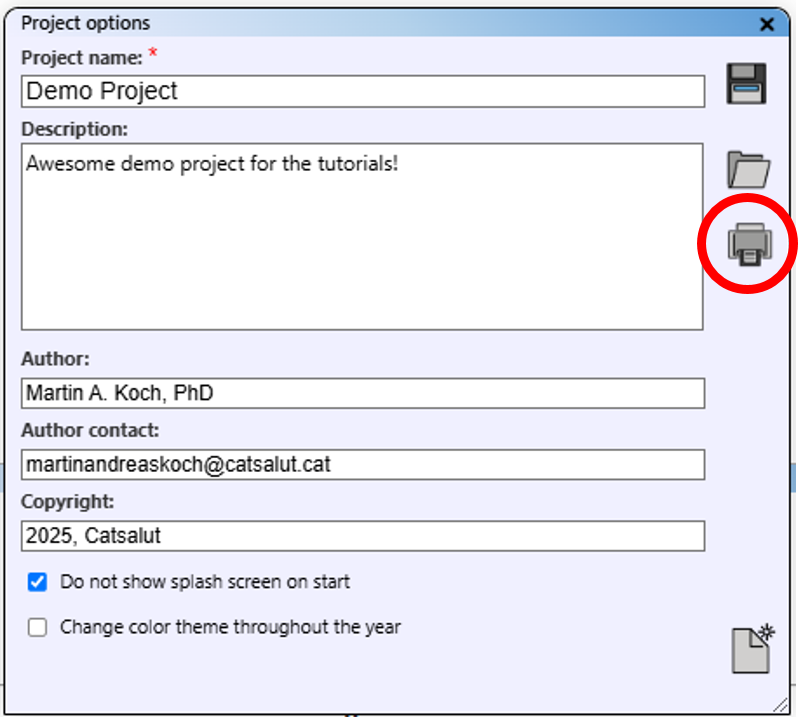 Project options
Project name: *
Demo Project
Description:
Awesome demo project for the tutorials!
Author:
Martin A. Koch, PhD
Author contact:
martinandreaskoch@catsalut.cat
Copyright:
2025, Catsalut
Do not show splash screen on start
Change color theme throughout the year